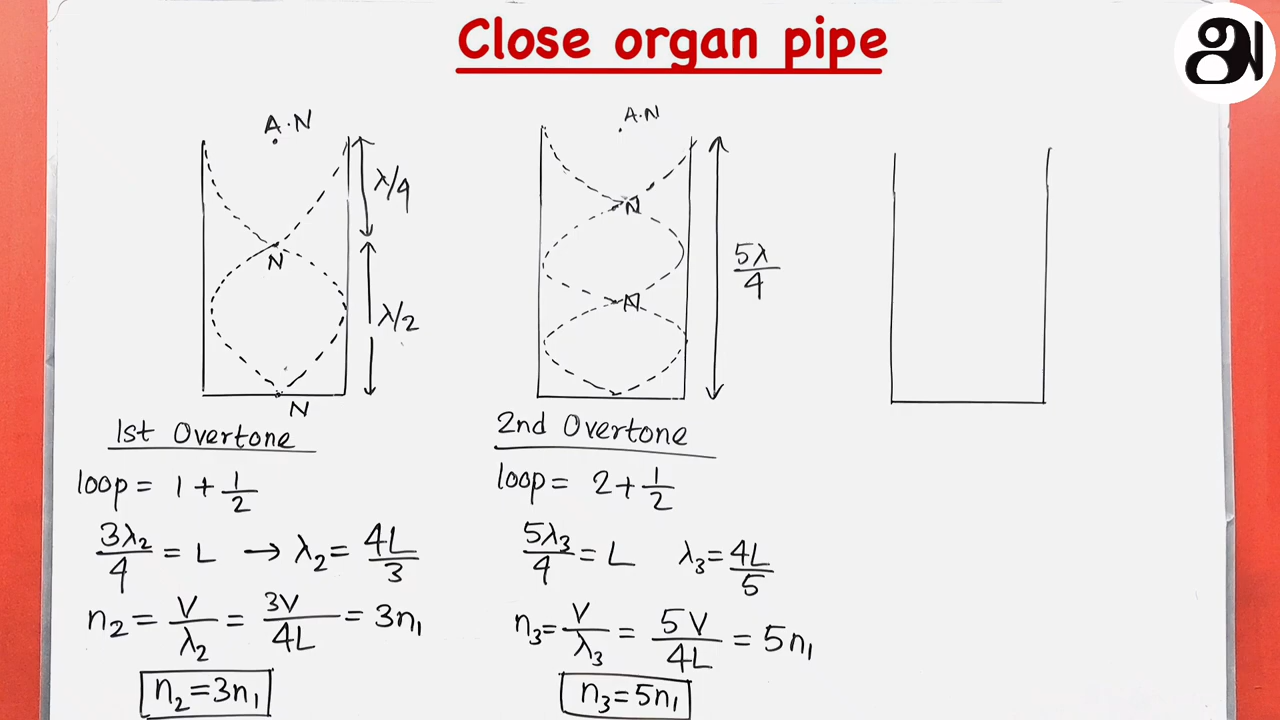 Close organ pipe
A.N
λ/4
N
λ/2
N
1st Overtone
loop = 1 + 1/2
3λ₂/4 = L → λ₂ = 4L/3
n₂ = V/λ₂ = 3V/4L = 3n₁
n₂ = 3n₁
A.N
N
5λ/4
N
2nd Overtone
loop = 2 + 1/2
5λ₃/4 = L λ₃ = 4L/5
n₃ = V/λ₃ = 5V/4L = 5n₁
n₃ = 5n₁